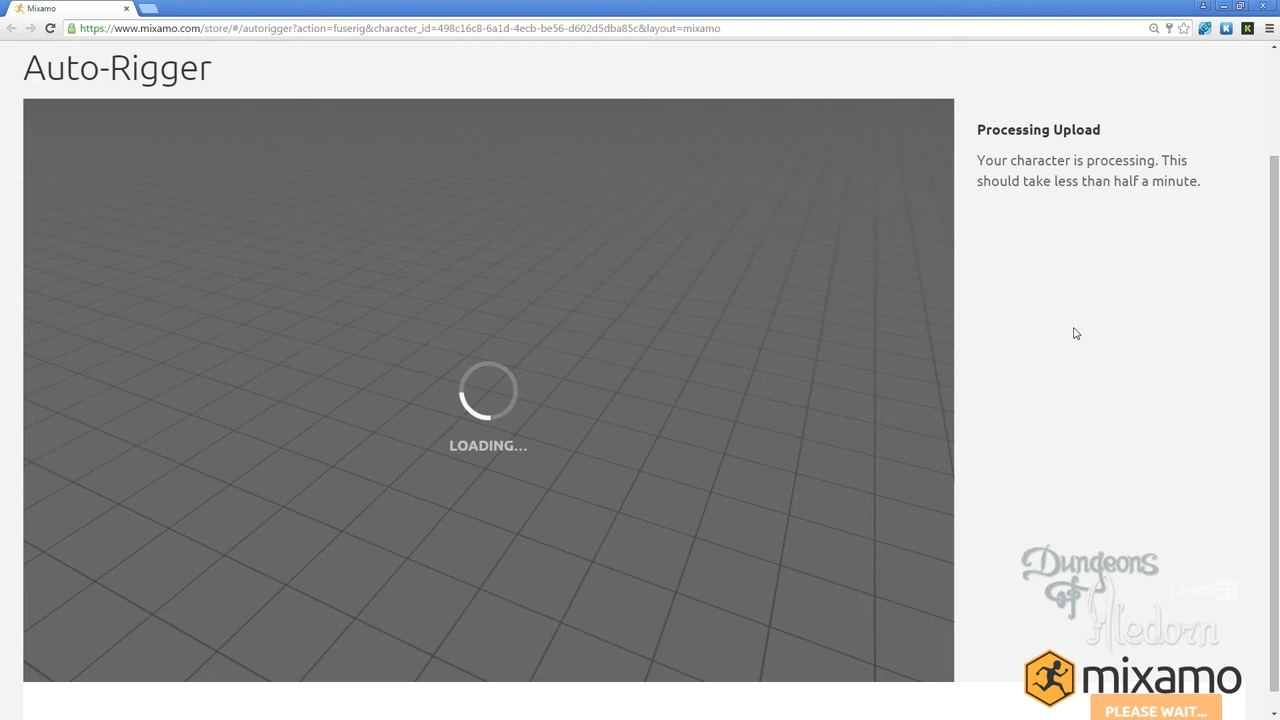 Mixamo
https://www.mixamo.com/store/#/autorigger?action=fuserig&character_id=498c16c8-6a1d-4ecb-be56-d602d5dba85c&layout=mixamo
Auto-Rigger
Processing Upload
Your character is processing. This
should take less than half a minute.
LOADING...
Dungeons
of
Aledorn
mixamo
PLEASE WAIT...